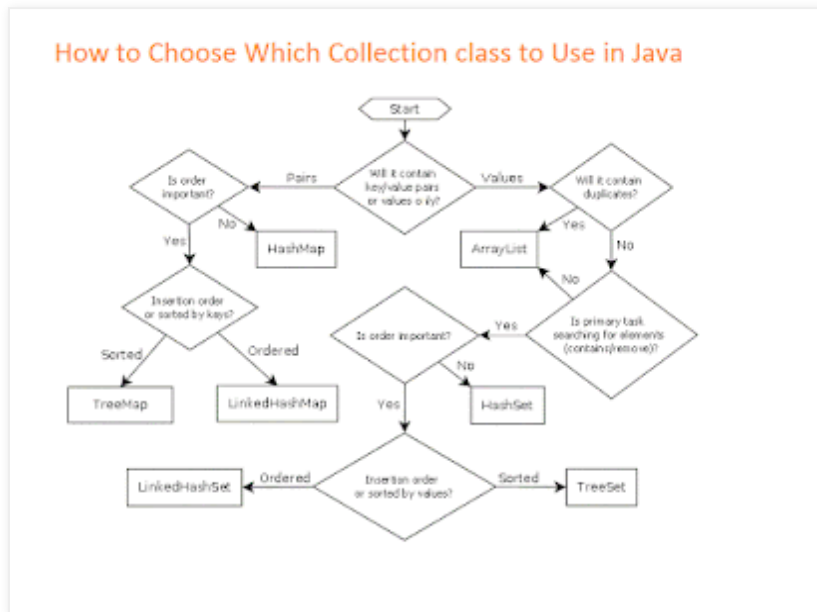 How to Choose Which Collection class to Use in Java
Start
Will it contain
key/value pairs
or values only?
Pairs
Values
Is order
important?
Will it contain
duplicates?
No
Yes
HashMap
ArrayList
Yes
No
No
Insertion order
or sorted by keys?
Is order important?
Yes
Is primary task
searching for elements
(contains/remove)?
Sorted
Ordered
No
TreeMap
LinkedHashMap
Yes
HashSet
LinkedHashSet
Ordered
Insertion order
or sorted by values?
Sorted
TreeSet